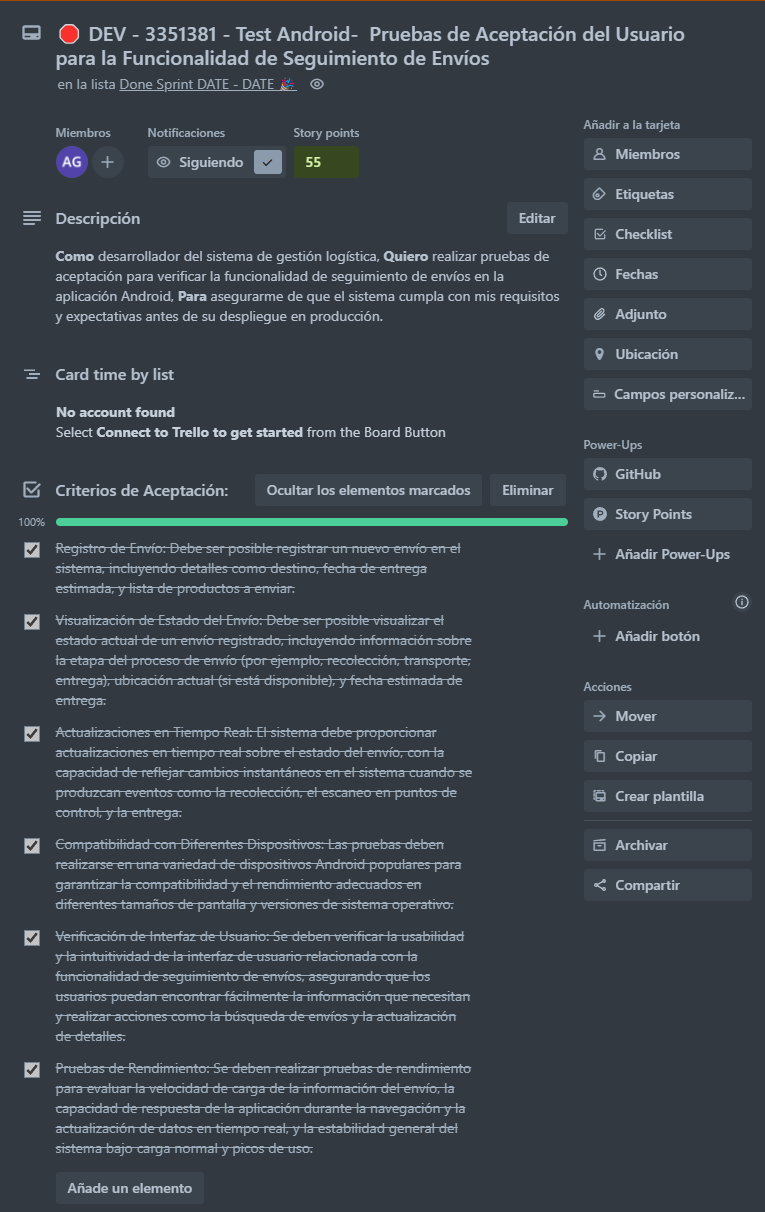 🛑 DEV - 3351381 - Test Android- Pruebas de Aceptación del Usuario
para la Funcionalidad de Seguimiento de Envíos
en la lista Done Sprint DATE - DATE 🎉
Miembros
Notificaciones
Story points
AG
Siguiendo
55
Descripción
Editar
Como desarrollador del sistema de gestión logística, Quiero realizar pruebas de
aceptación para verificar la funcionalidad de seguimiento de envíos en la
aplicación Android, Para asegurarme de que el sistema cumpla con mis requisitos
y expectativas antes de su despliegue en producción.
Card time by list
No account found
Select Connect to Trello to get started from the Board Button
Criterios de Aceptación:
Ocultar los elementos marcados
Eliminar
100%
Registro de Envío: Debe ser posible registrar un nuevo envío en el
sistema, incluyendo detalles como destino, fecha de entrega
estimada, y lista de productos a enviar.
Visualización de Estado del Envío: Debe ser posible visualizar el
estado actual de un envío registrado, incluyendo información sobre
la etapa del proceso de envío (por ejemplo, recolección, transporte,
entrega), ubicación actual (si está disponible), y fecha estimada de
entrega.
Actualizaciones en Tiempo Real: El sistema debe proporcionar
actualizaciones en tiempo real sobre el estado del envío, con la
capacidad de reflejar cambios instantáneos en el sistema cuando se
produzcan eventos como la recolección, el escaneo en puntos de
control, y la entrega.
Compatibilidad con Diferentes Dispositivos: Las pruebas deben
realizarse en una variedad de dispositivos Android populares para
garantizar la compatibilidad y el rendimiento adecuados en
diferentes tamaños de pantalla y versiones de sistema operativo.
Verificación de Interfaz de Usuario: Se deben verificar la usabilidad
y la intuitividad de la interfaz de usuario relacionada con la
funcionalidad de seguimiento de envíos, asegurando que los
usuarios puedan encontrar fácilmente la información que necesitan
y realizar acciones como la búsqueda de envíos y la actualización
de detalles.
Pruebas de Rendimiento: Se deben realizar pruebas de rendimiento
para evaluar la velocidad de carga de la información del envío, la
capacidad de respuesta de la aplicación durante la navegación y la
actualización de datos en tiempo real, y la estabilidad general del
sistema bajo carga normal y picos de uso.
Añade un elemento
Añadir a la tarjeta
Miembros
Etiquetas
Checklist
Fechas
Adjunto
Ubicación
Campos personaliz...
Power-Ups
GitHub
Story Points
Añadir Power-Ups
Automatización
Añadir botón
Acciones
Mover
Copiar
Crear plantilla
Archivar
Compartir